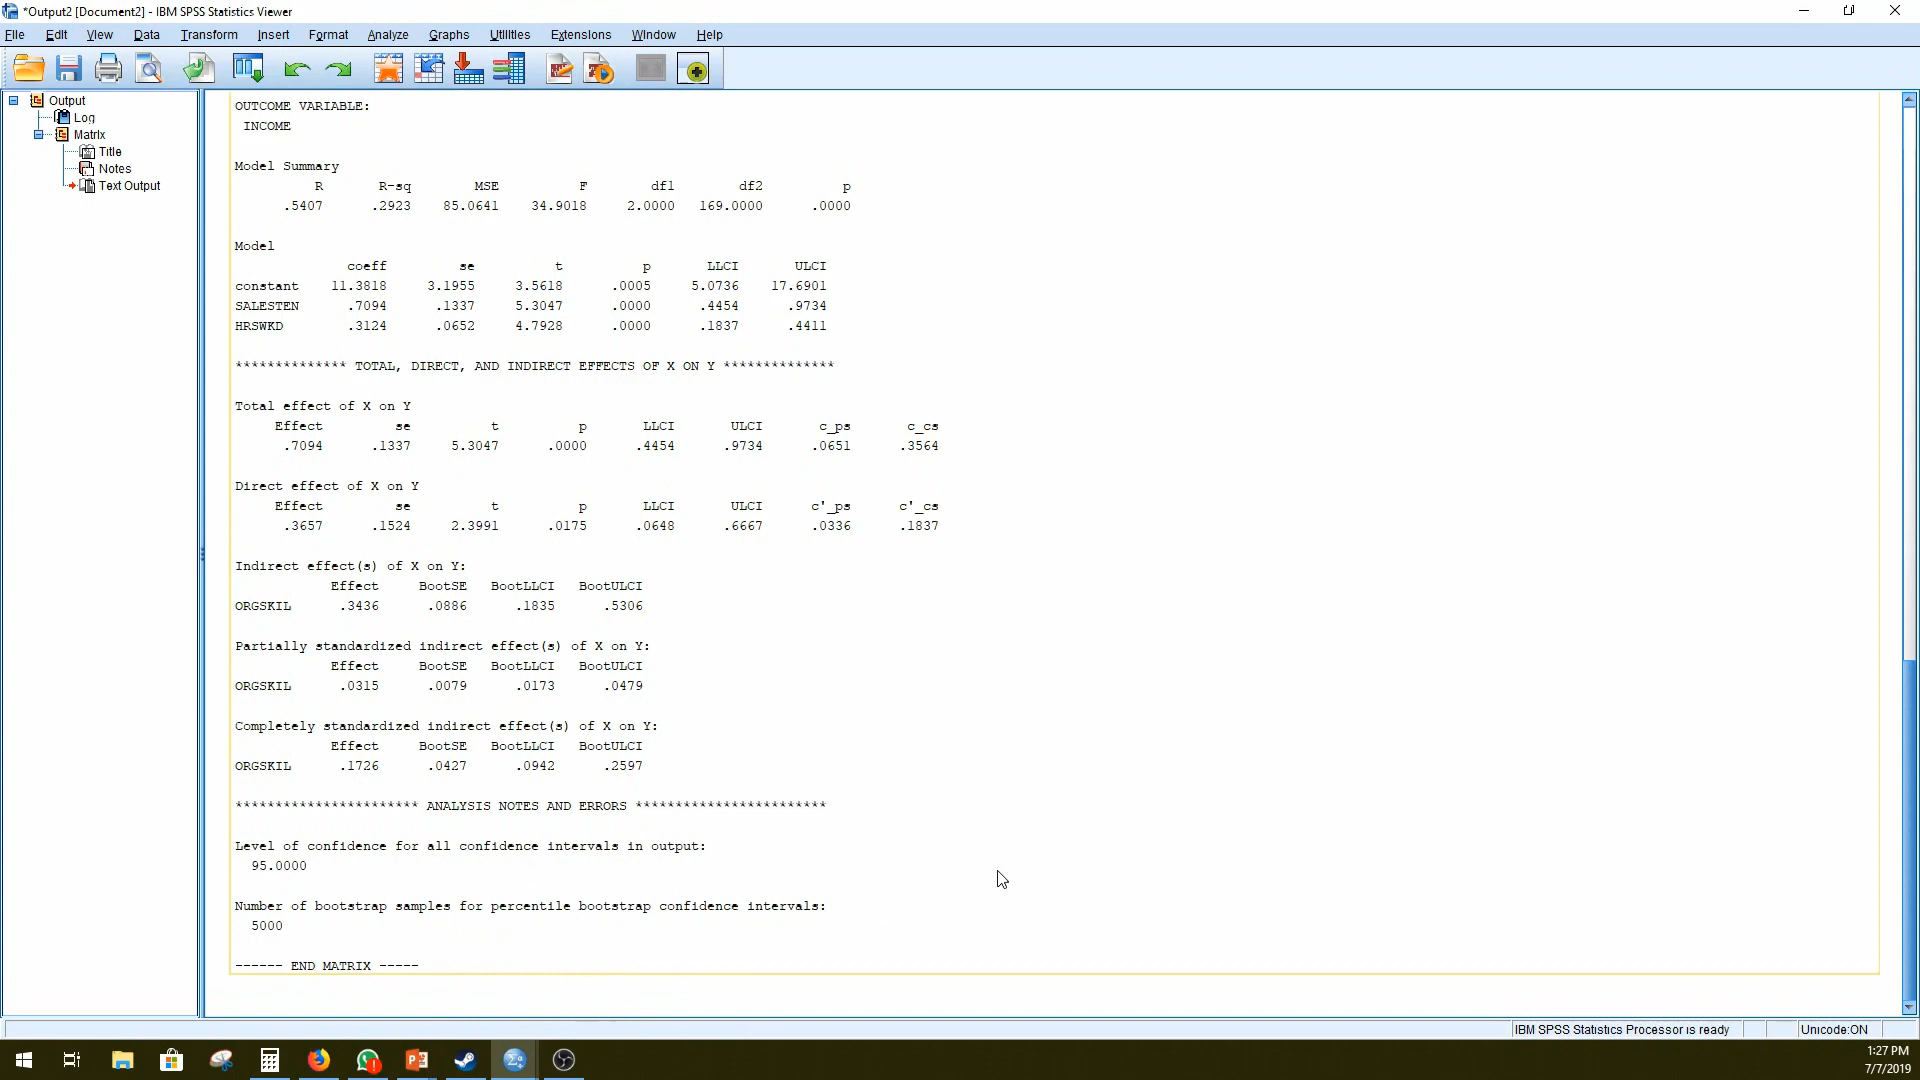 *Output2 [Document2] - IBM SPSS Statistics Viewer
File Edit View Data Transform Insert Format Analyze Graphs Utilities Extensions Window Help
Output
Log
Matrix
Title
Notes
Text Output
OUTCOME VARIABLE:
INCOME
Model Summary
R R-sq MSE F df1 df2 p
.5407 .2923 85.0641 34.9018 2.0000 169.0000 .0000
Model
coeff se t p LLCI ULCI
constant 11.3818 3.1955 3.5618 .0005 5.0736 17.6901
SALESTEN .7094 .1337 5.3047 .0000 .4454 .9734
HRSWKD .3124 .0652 4.7928 .0000 .1837 .4411
************** TOTAL, DIRECT, AND INDIRECT EFFECTS OF X ON Y **************
Total effect of X on Y
Effect se t p LLCI ULCI c_ps c_cs
.7094 .1337 5.3047 .0000 .4454 .9734 .0651 .3564
Direct effect of X on Y
Effect se t p LLCI ULCI c'_ps c'_cs
.3657 .1524 2.3991 .0175 .0648 .6667 .0336 .1837
Indirect effect(s) of X on Y:
Effect BootSE BootLLCI BootULCI
ORGSKIL .3436 .0886 .1835 .5306
Partially standardized indirect effect(s) of X on Y:
Effect BootSE BootLLCI BootULCI
ORGSKIL .0315 .0079 .0173 .0479
Completely standardized indirect effect(s) of X on Y:
Effect BootSE BootLLCI BootULCI
ORGSKIL .1726 .0427 .0942 .2597
*********************** ANALYSIS NOTES AND ERRORS ************************
Level of confidence for all confidence intervals in output:
95.0000
Number of bootstrap samples for percentile bootstrap confidence intervals:
5000
------ END MATRIX -----
IBM SPSS Statistics Processor is ready Unicode:ON
1:27 PM
7/7/2019